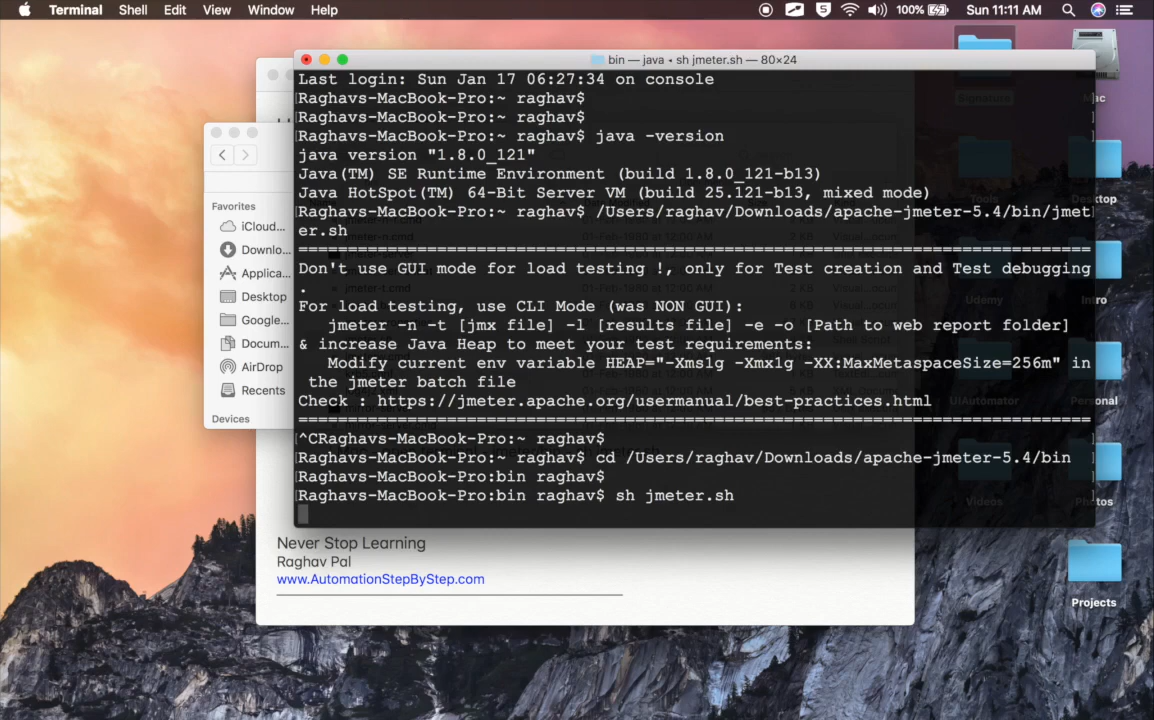 Terminal Shell Edit View Window Help 5 100% Sun 11:11 AM
bin — java • sh jmeter.sh — 80×24
Last login: Sun Jan 17 06:27:34 on console
[Raghavs-MacBook-Pro:~ raghav$
[Raghavs-MacBook-Pro:~ raghav$
[Raghavs-MacBook-Pro:~ raghav$ java -version
java version "1.8.0_121"
Java(TM) SE Runtime Environment (build 1.8.0_121-b13)
Java HotSpot(TM) 64-Bit Server VM (build 25.121-b13, mixed mode)
[Raghavs-MacBook-Pro:~ raghav$ /Users/raghav/Downloads/apache-jmeter-5.4/bin/jmet]
er.sh
================================================================================
Don't use GUI mode for load testing !, only for Test creation and Test debugging
.
For load testing, use CLI Mode (was NON GUI):
jmeter -n -t [jmx file] -l [results file] -e -o [Path to web report folder]
& increase Java Heap to meet your test requirements:
Modify current env variable HEAP="-Xms1g -Xmx1g -XX:MaxMetaspaceSize=256m" in
the jmeter batch file
Check : https://jmeter.apache.org/usermanual/best-practices.html
================================================================================
[^CRaghavs-MacBook-Pro:~ raghav$
[Raghavs-MacBook-Pro:~ raghav$ cd /Users/raghav/Downloads/apache-jmeter-5.4/bin
[Raghavs-MacBook-Pro:bin raghav$
[Raghavs-MacBook-Pro:bin raghav$ sh jmeter.sh
Favorites
iCloud...
Downlo...
Applica...
Desktop
Google...
Docum...
AirDrop
Recents
Devices
Never Stop Learning
Raghav Pal
www.AutomationStepByStep.com
Signature
Tools
Desktop
Udemy
Intro
UIAutomator
Personal
Videos
Photos
Projects